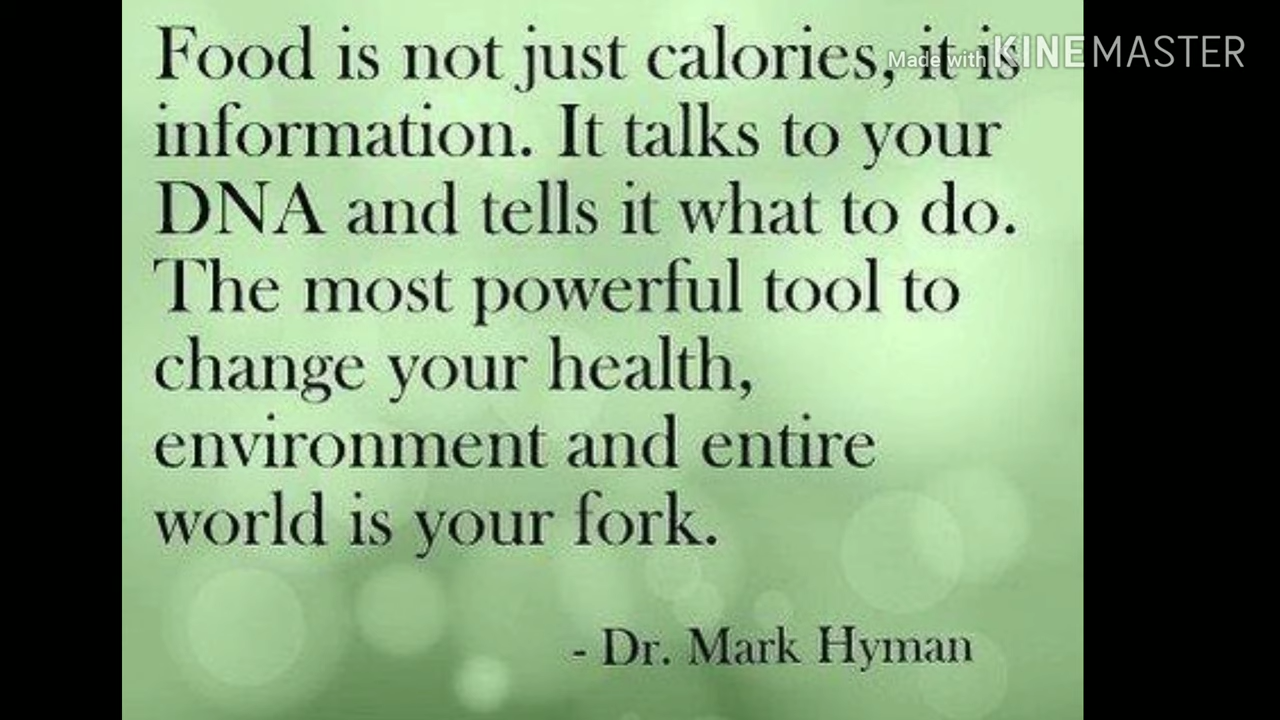 Food is not just calories, it is
Made with KINEMASTER
information. It talks to your
DNA and tells it what to do.
The most powerful tool to
change your health,
environment and entire
world is your fork.
- Dr. Mark Hyman